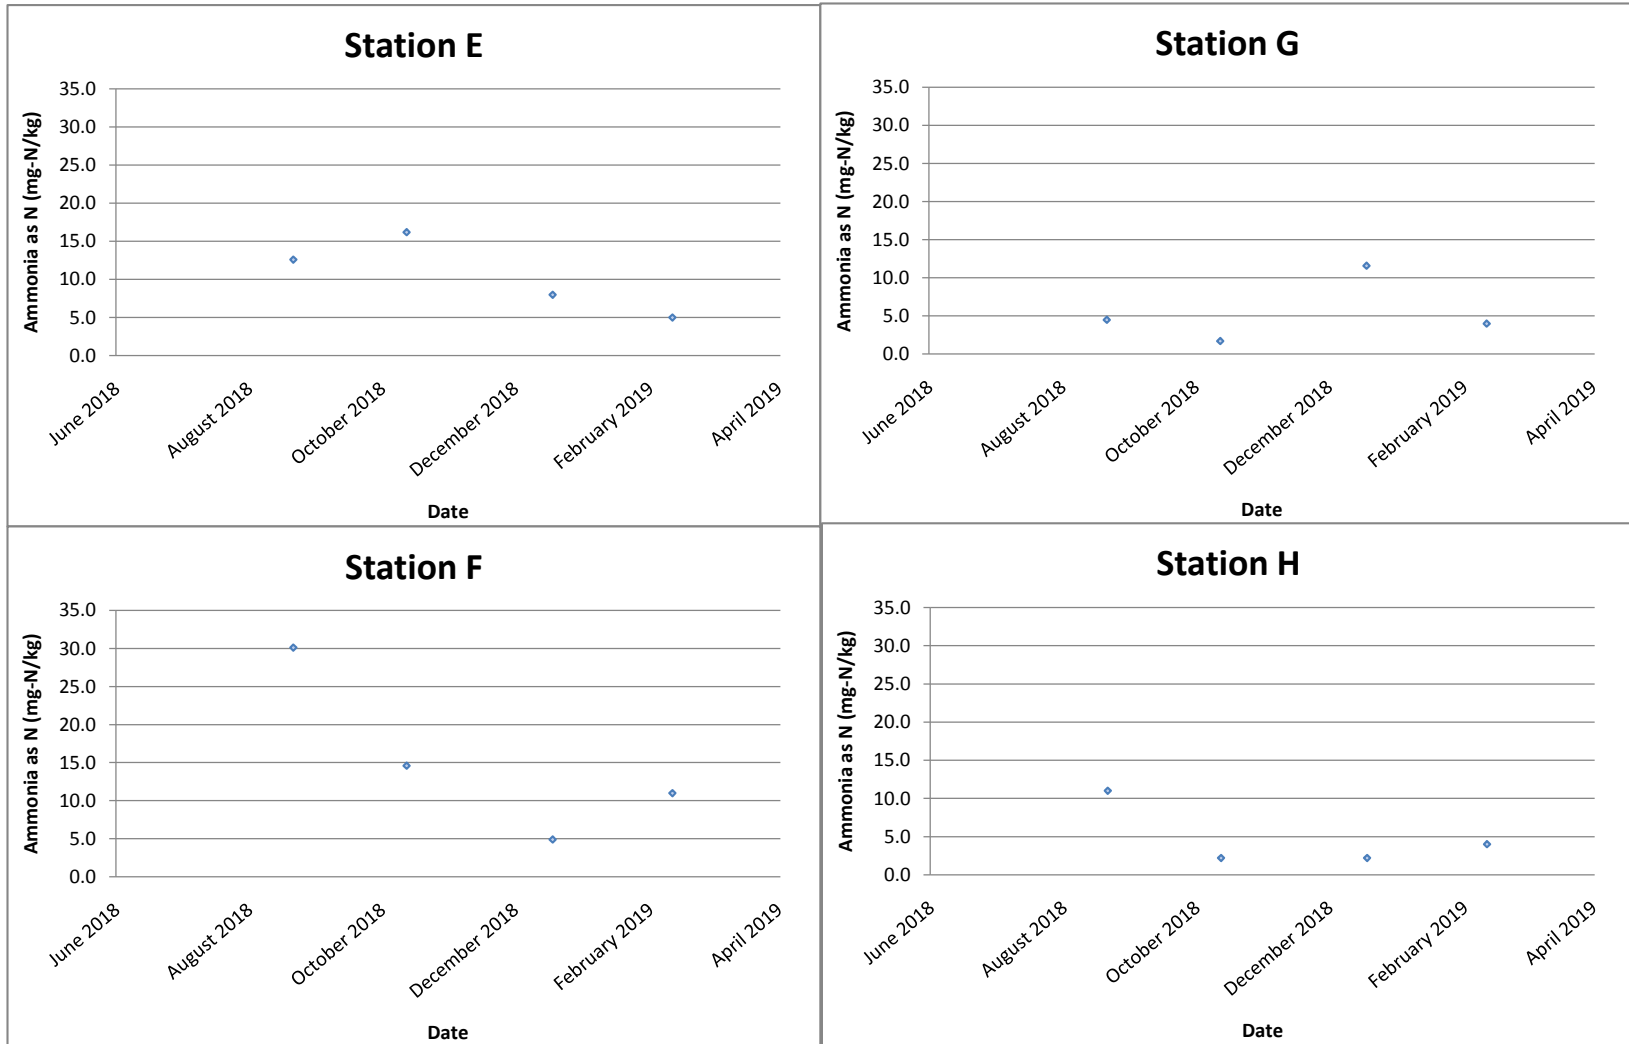 Station E
Ammonia as N (mg-N/kg)
35.0
30.0
25.0
20.0
15.0
10.0
5.0
0.0
June 2018
August 2018
October 2018
December 2018
February 2019
April 2019
Date
Station G
Ammonia as N (mg-N/kg)
35.0
30.0
25.0
20.0
15.0
10.0
5.0
0.0
June 2018
August 2018
October 2018
December 2018
February 2019
April 2019
Date
Station F
Ammonia as N (mg-N/kg)
35.0
30.0
25.0
20.0
15.0
10.0
5.0
0.0
June 2018
August 2018
October 2018
December 2018
February 2019
April 2019
Date
Station H
Ammonia as N (mg-N/kg)
35.0
30.0
25.0
20.0
15.0
10.0
5.0
0.0
June 2018
August 2018
October 2018
December 2018
February 2019
April 2019
Date